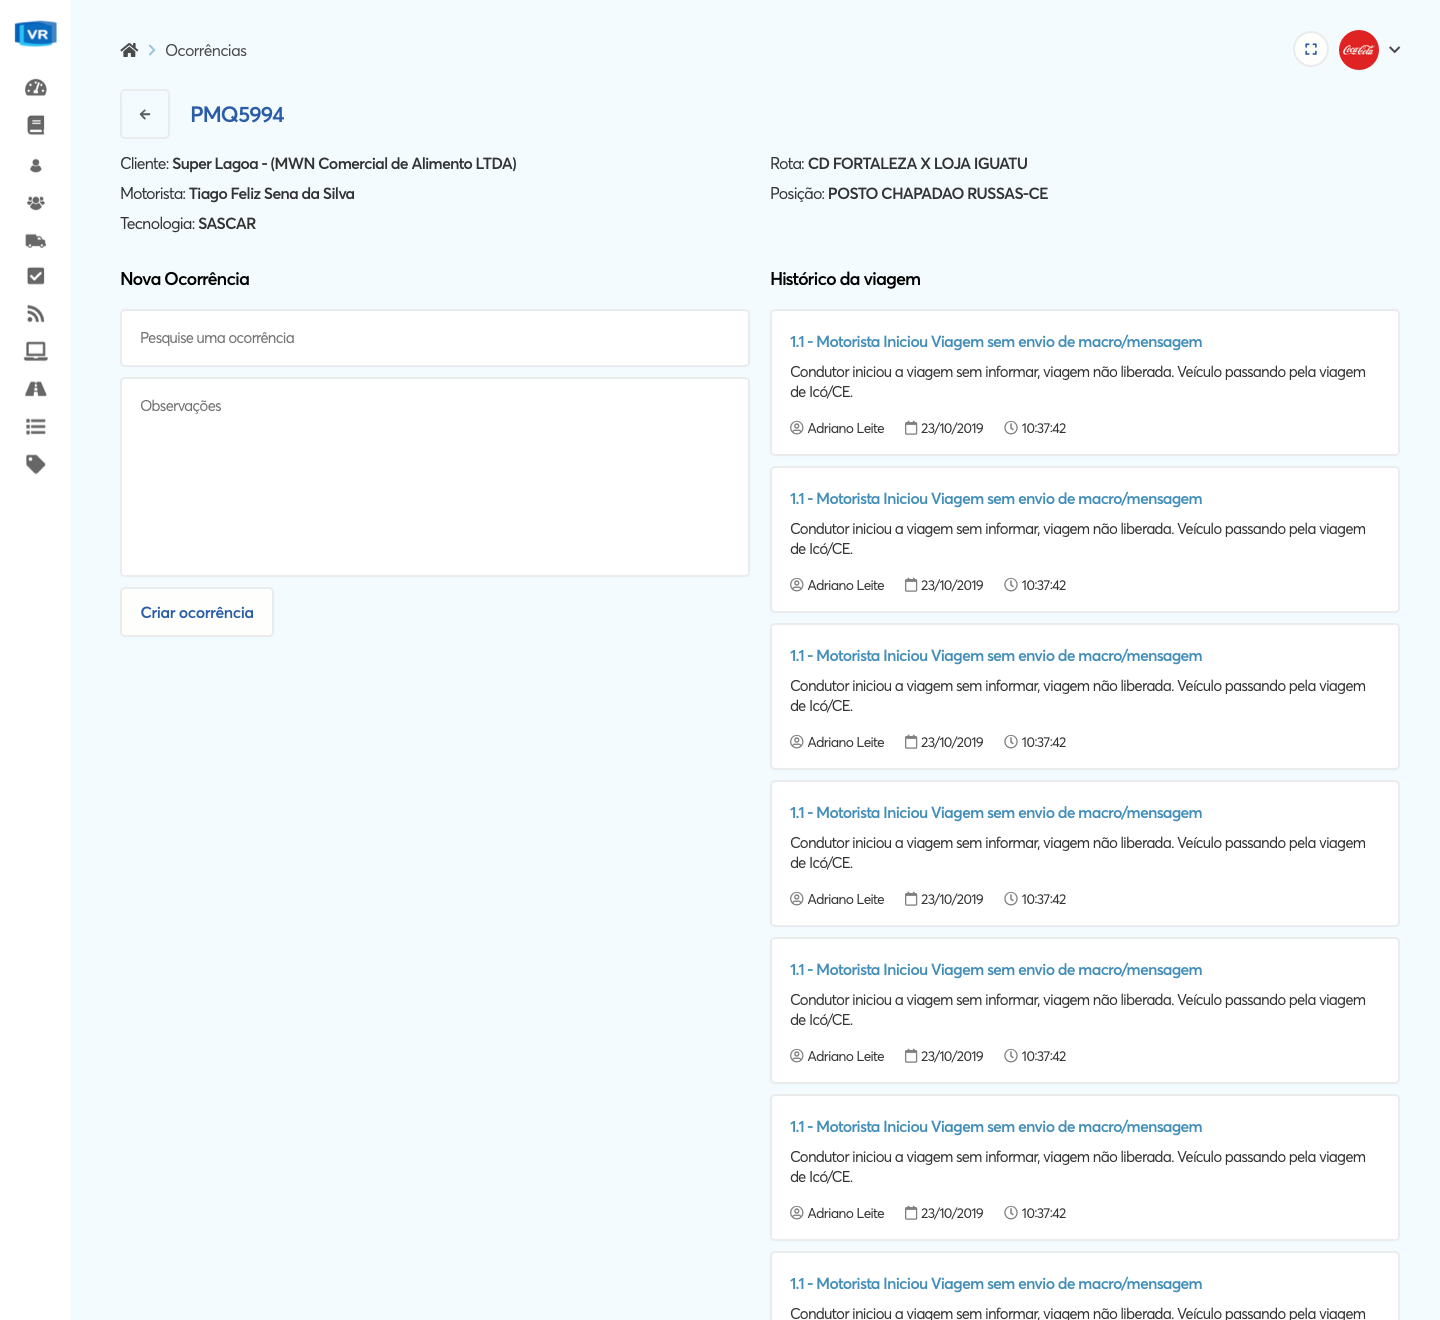 VR
Ocorrências
Coca-Cola
PMQ5994
Cliente: Super Lagoa - (MWN Comercial de Alimento LTDA)
Motorista: Tiago Feliz Sena da Silva
Tecnologia: SASCAR
Rota: CD FORTALEZA X LOJA IGUATU
Posição: POSTO CHAPADAO RUSSAS-CE
Nova Ocorrência
Pesquise uma ocorrência
Observações
Criar ocorrência
Histórico da viagem
1.1 - Motorista Iniciou Viagem sem envio de macro/mensagem
Condutor iniciou a viagem sem informar, viagem não liberada. Veículo passando pela viagem
de Icó/CE.
Adriano Leite 23/10/2019 10:37:42
1.1 - Motorista Iniciou Viagem sem envio de macro/mensagem
Condutor iniciou a viagem sem informar, viagem não liberada. Veículo passando pela viagem
de Icó/CE.
Adriano Leite 23/10/2019 10:37:42
1.1 - Motorista Iniciou Viagem sem envio de macro/mensagem
Condutor iniciou a viagem sem informar, viagem não liberada. Veículo passando pela viagem
de Icó/CE.
Adriano Leite 23/10/2019 10:37:42
1.1 - Motorista Iniciou Viagem sem envio de macro/mensagem
Condutor iniciou a viagem sem informar, viagem não liberada. Veículo passando pela viagem
de Icó/CE.
Adriano Leite 23/10/2019 10:37:42
1.1 - Motorista Iniciou Viagem sem envio de macro/mensagem
Condutor iniciou a viagem sem informar, viagem não liberada. Veículo passando pela viagem
de Icó/CE.
Adriano Leite 23/10/2019 10:37:42
1.1 - Motorista Iniciou Viagem sem envio de macro/mensagem
Condutor iniciou a viagem sem informar, viagem não liberada. Veículo passando pela viagem
de Icó/CE.
Adriano Leite 23/10/2019 10:37:42
1.1 - Motorista Iniciou Viagem sem envio de macro/mensagem
Condutor iniciou a viagem sem informar, viagem não liberada. Veículo passando pela viagem